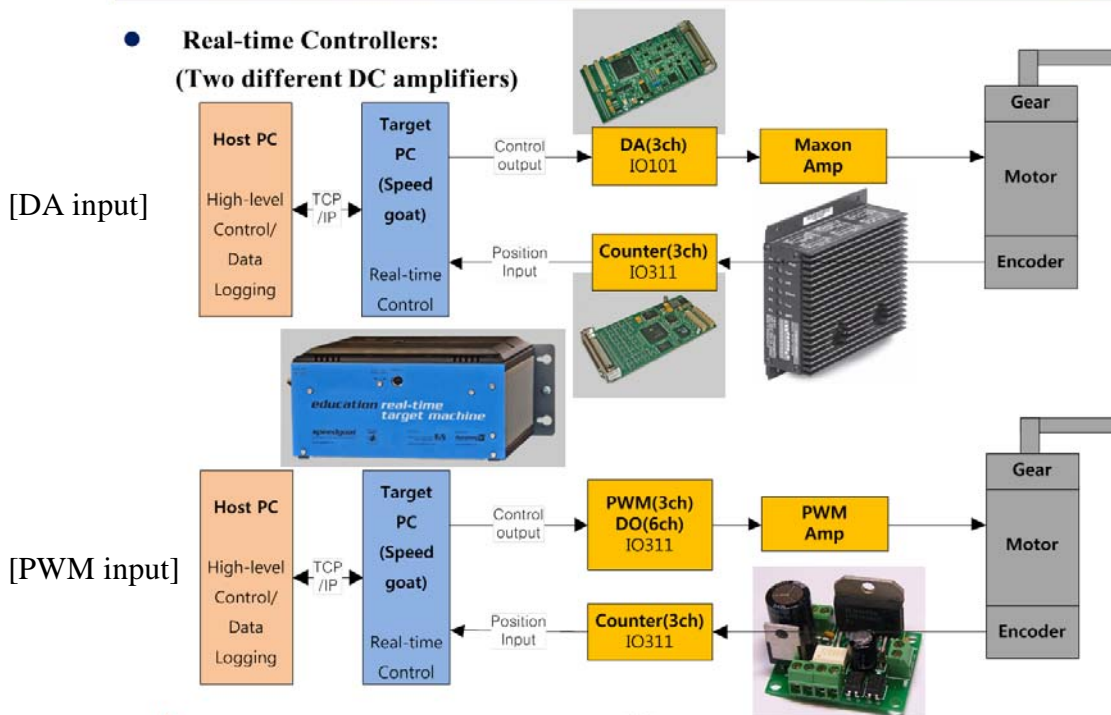 ● Real-time Controllers:
(Two different DC amplifiers)
[DA input]
Host PC
High-level
Control/
Data
Logging
TCP
/IP
Target
PC
(Speed
goat)
Real-time
Control
Control
output
DA(3ch)
IO101
Maxon
Amp
Position
Input
Counter(3ch)
IO311
Gear
Motor
Encoder
education real-time
target machine
speedgoat
[PWM input]
Host PC
High-level
Control/
Data
Logging
TCP
/IP
Target
PC
(Speed
goat)
Real-time
Control
Control
output
PWM(3ch)
DO(6ch)
IO311
PWM
Amp
Position
Input
Counter(3ch)
IO311
Gear
Motor
Encoder